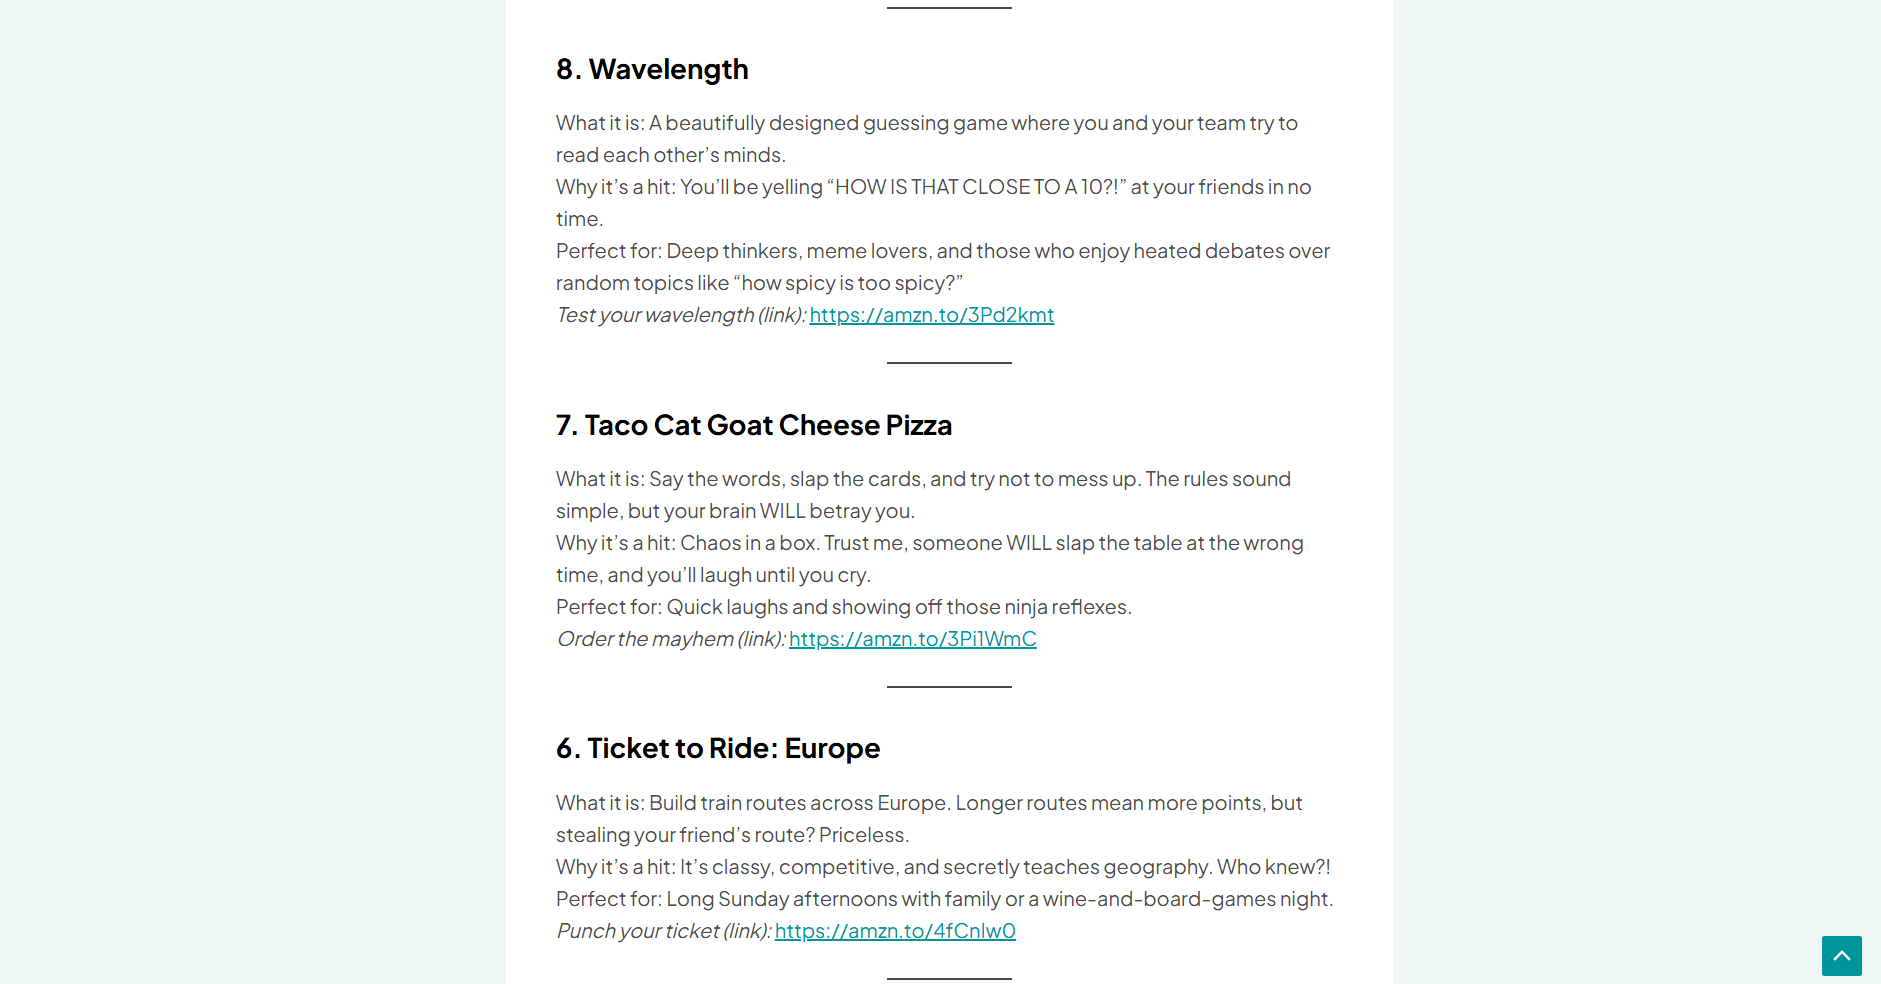 8. Wavelength
What it is: A beautifully designed guessing game where you and your team try to
read each other’s minds.
Why it’s a hit: You’ll be yelling “HOW IS THAT CLOSE TO A 10?!” at your friends in no
time.
Perfect for: Deep thinkers, meme lovers, and those who enjoy heated debates over
random topics like “how spicy is too spicy?”
Test your wavelength (link): https://amzn.to/3Pd2kmt
7. Taco Cat Goat Cheese Pizza
What it is: Say the words, slap the cards, and try not to mess up. The rules sound
simple, but your brain WILL betray you.
Why it’s a hit: Chaos in a box. Trust me, someone WILL slap the table at the wrong
time, and you’ll laugh until you cry.
Perfect for: Quick laughs and showing off those ninja reflexes.
Order the mayhem (link): https://amzn.to/3Pi1WmC
6. Ticket to Ride: Europe
What it is: Build train routes across Europe. Longer routes mean more points, but
stealing your friend’s route? Priceless.
Why it’s a hit: It’s classy, competitive, and secretly teaches geography. Who knew?!
Perfect for: Long Sunday afternoons with family or a wine-and-board-games night.
Punch your ticket (link): https://amzn.to/4fCnlw0